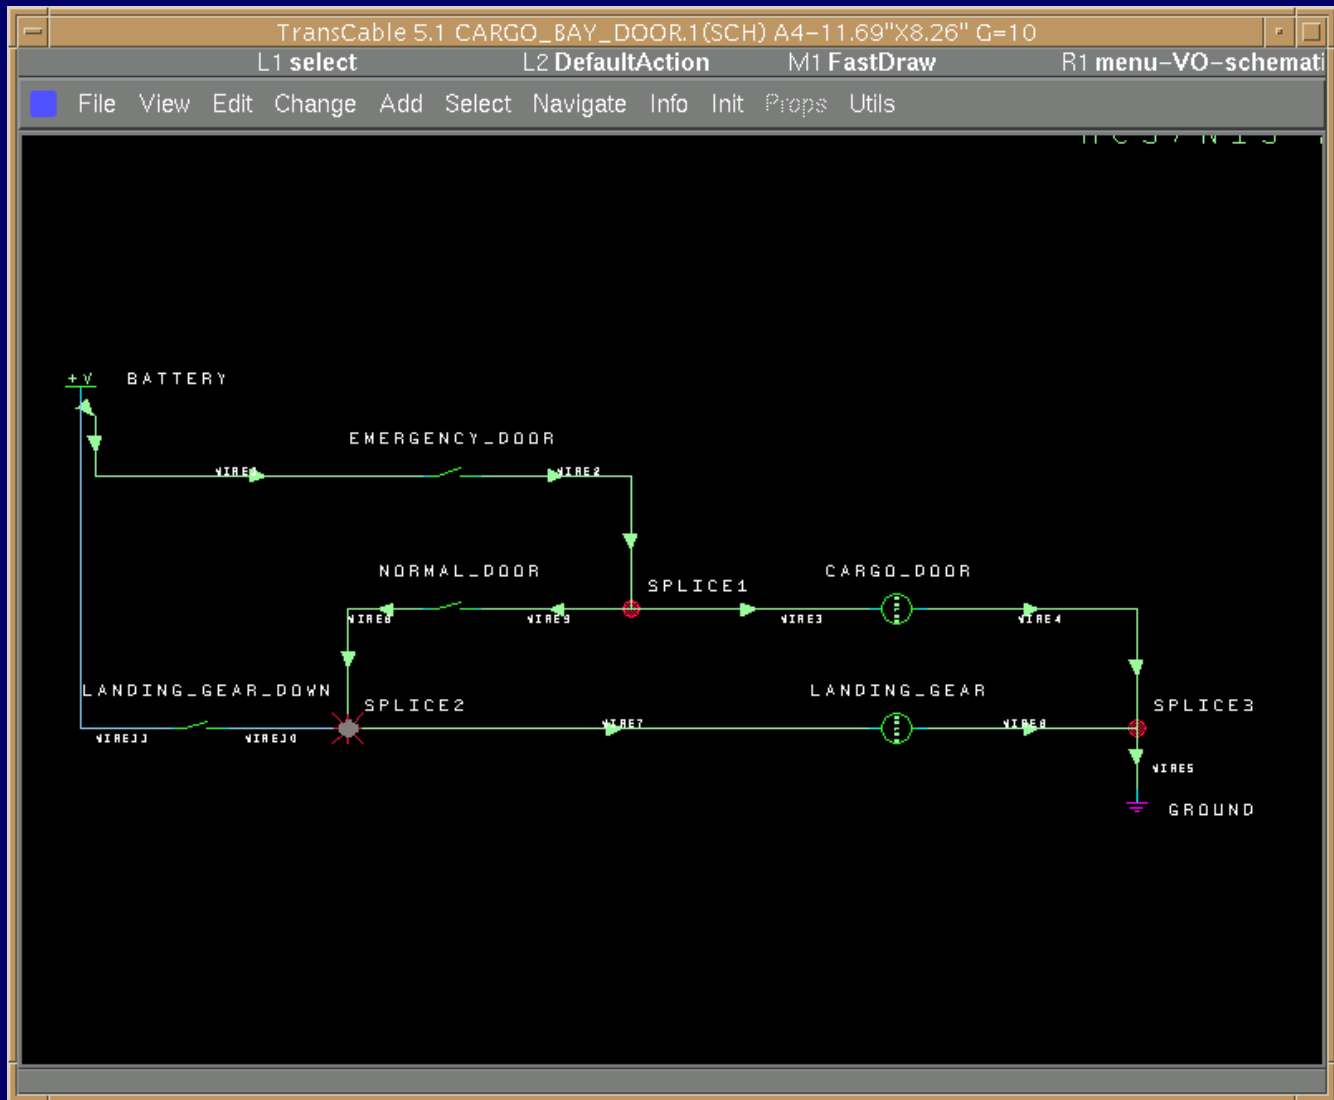 TransCable 5.1 CARGO_BAY_DOOR.1(SCH) A4-11.69"X8.26" G=10
L1 select L2 DefaultAction M1 FastDraw R1 menu-VO-schemati
File View Edit Change Add Select Navigate Info Init Props Utils
+V BATTERY
EMERGENCY_DOOR
WIRE2
NORMAL_DOOR SPLICE1 CARGO_DOOR
WIRE8 WIRE9 WIRE3 WIRE4
LANDING_GEAR_DOWN SPLICE2 LANDING_GEAR SPLICE3
WIRE7 WIRE6
WIRE11 WIRE10
WIRE5
GROUND